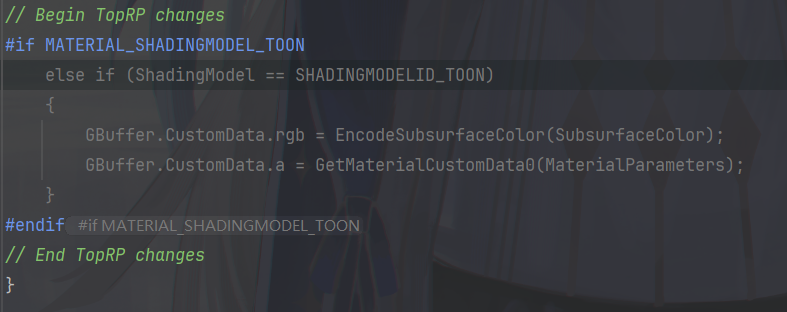 // Begin TopRP changes
#if MATERIAL_SHADINGMODEL_TOON
else if (ShadingModel == SHADINGMODELID_TOON)
{
GBuffer.CustomData.rgb = EncodeSubsurfaceColor(SubsurfaceColor);
GBuffer.CustomData.a = GetMaterialCustomData0(MaterialParameters);
}
#endif #if MATERIAL_SHADINGMODEL_TOON
// End TopRP changes
}